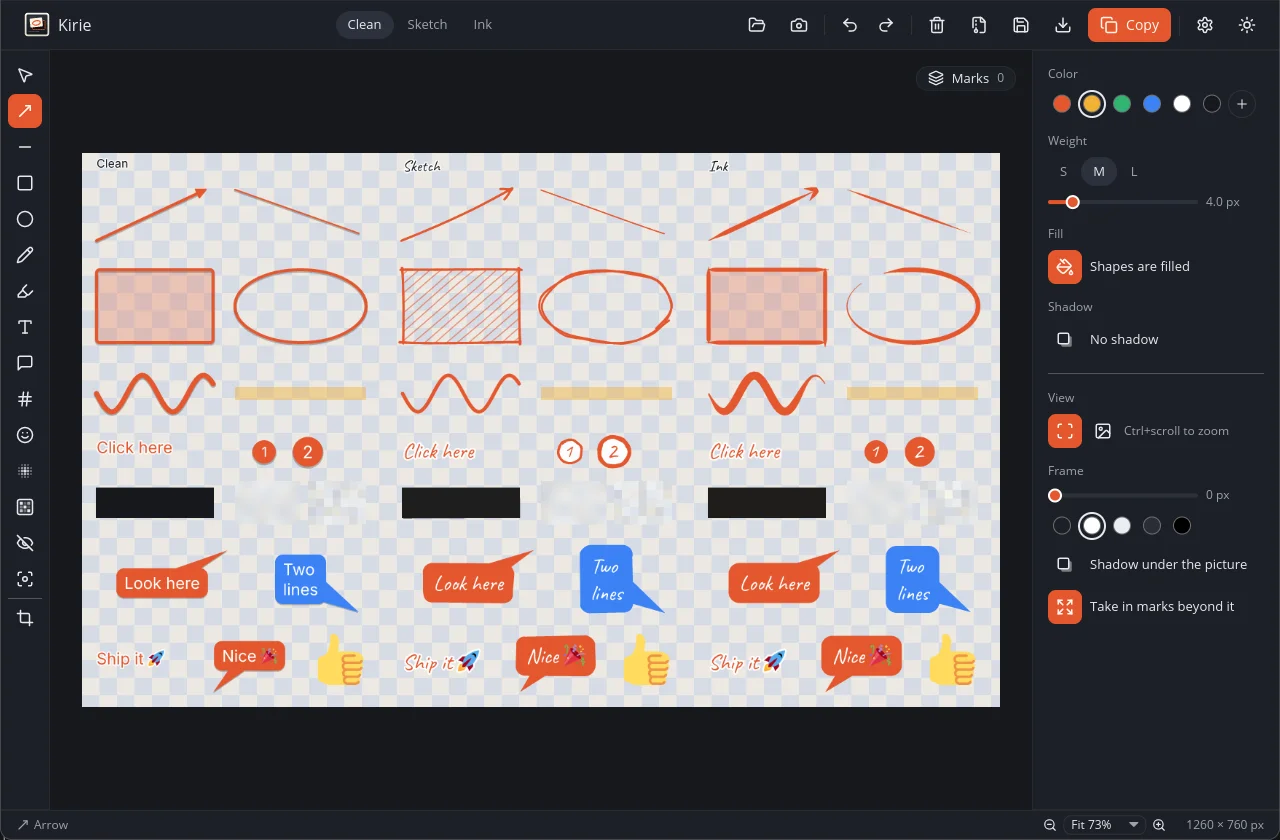 Kirie
Clean Sketch Ink
Copy
Marks 0
Color
Weight
S M L
4.0 px
Fill
Shapes are filled
Shadow
No shadow
View
Ctrl+scroll to zoom
Frame
0 px
Shadow under the picture
Take in marks beyond it
Clean Sketch Ink
Click here 1 2 Click here 1 2 Click here 1 2
Look here Two
lines
Look here Two
lines
Look here Two
lines
Ship it 🚀 Nice 🎉 Ship it 🚀 Nice 🎉 Ship it 🚀 Nice 🎉
Arrow
Fit 73%
1260 × 760 px